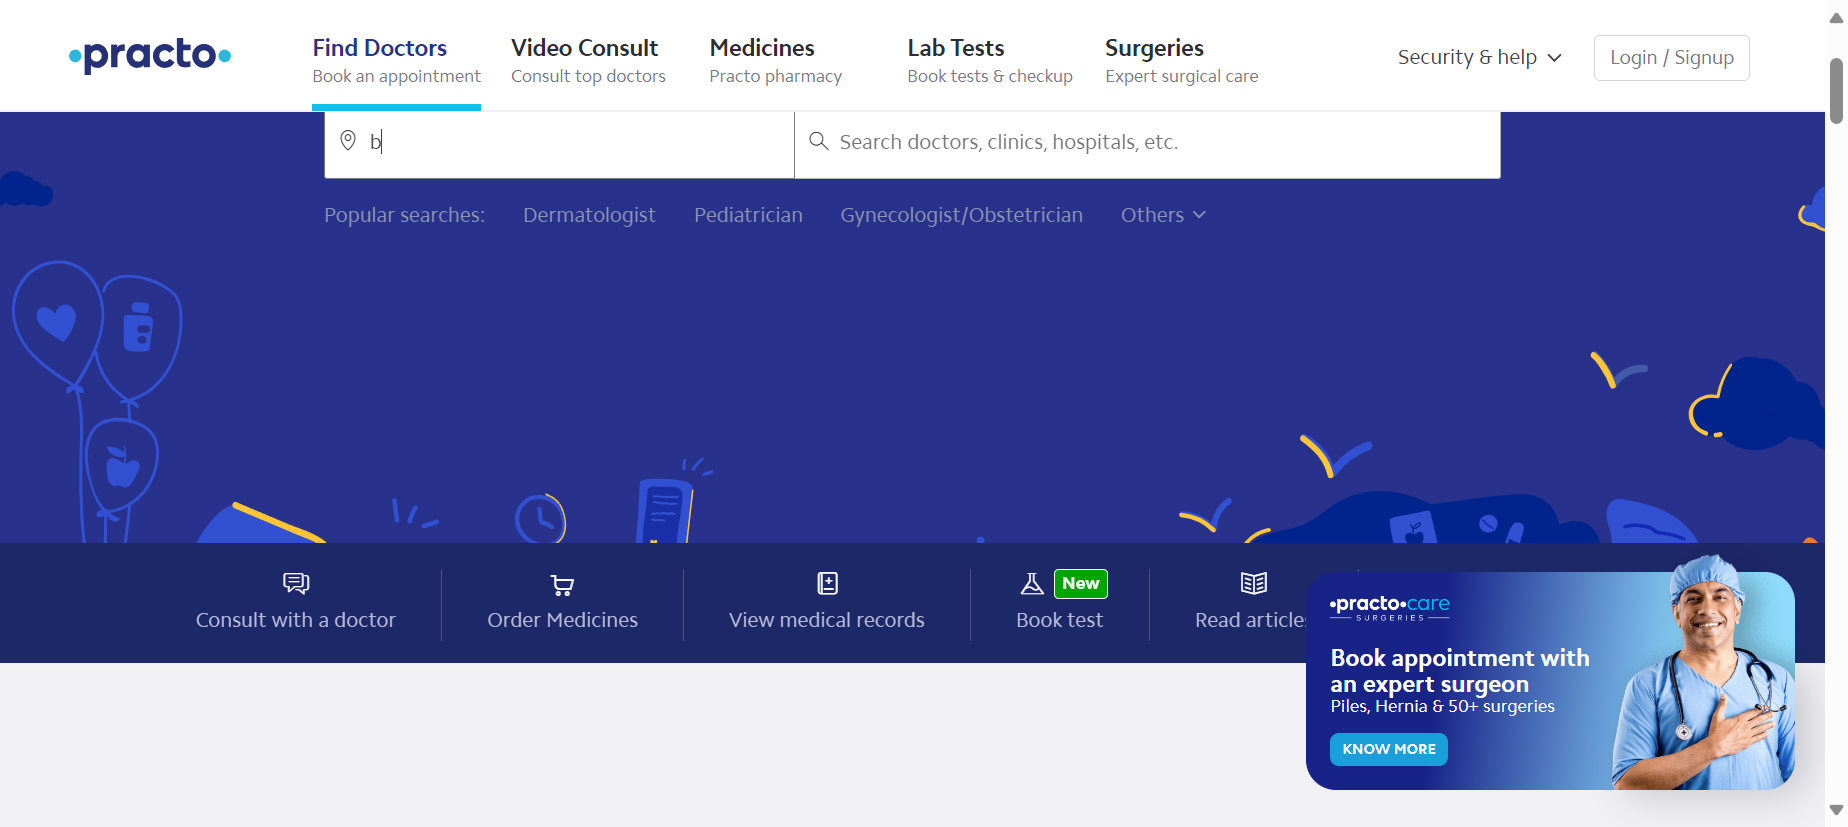 practo
Find Doctors
Book an appointment
Video Consult
Consult top doctors
Medicines
Practo pharmacy
Lab Tests
Book tests & checkup
Surgeries
Expert surgical care
Security & help
Login / Signup
b
Search doctors, clinics, hospitals, etc.
Popular searches: Dermatologist Pediatrician Gynecologist/Obstetrician Others
Consult with a doctor
Order Medicines
View medical records
New
Book test
Read articles
practo care
SURGERIES
Book appointment with
an expert surgeon
Piles, Hernia & 50+ surgeries
KNOW MORE